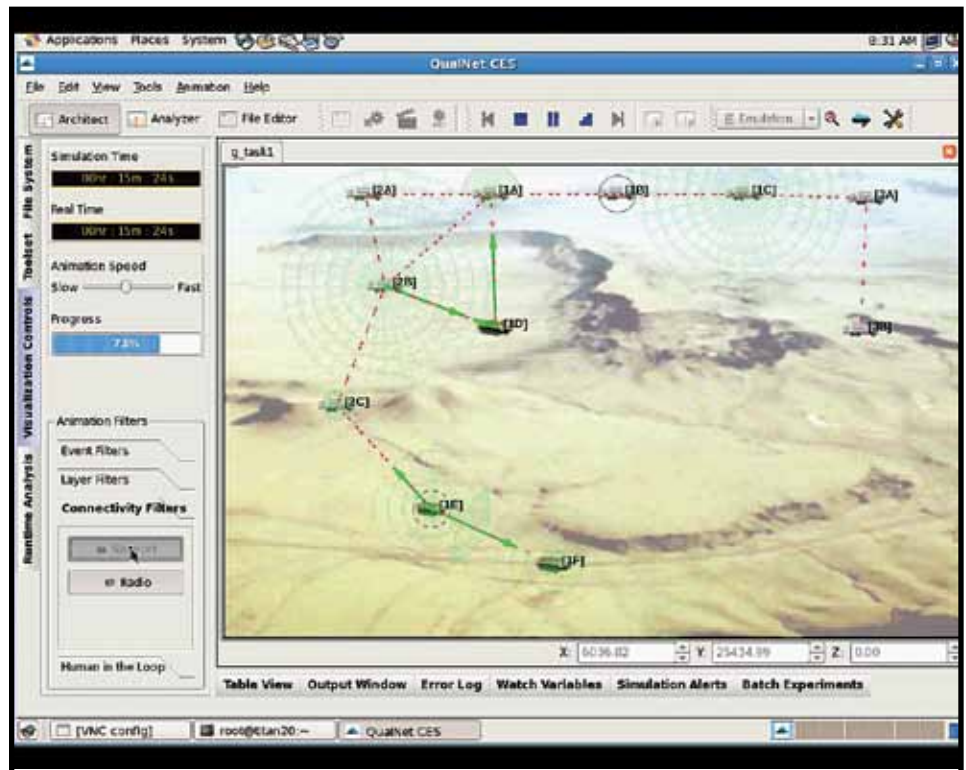 Applications Places System 8:31 AM
QualNet CES
File Edit View Tools Animation Help
Architect Analyzer File Editor Emulation
File System
Toolset
Visualization Controls
Runtime Analysis
Simulation Time
00hr : 15m : 24s
Real Time
00hr : 15m : 24s
Animation Speed
Slow Fast
Progress
73%
Animation Filters
Event Filters
Layer Filters
Connectivity Filters
Radio
Human in the Loop
g_task1
[2A] [1A] [3B] [1C] [3A]
[2B] [1D] [3B]
[2C]
[1E]
[1F]
X: 6036.82 Y: 25434.99 Z: 0.00
Table View Output Window Error Log Watch Variables Simulation Alerts Batch Experiments
[VNC config] root@titan20:~ QualNet CES